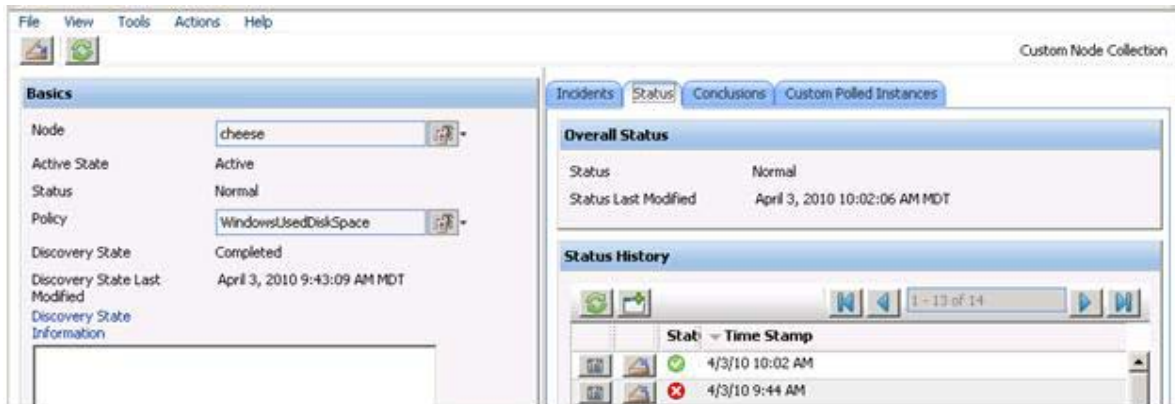 File View Tools Actions Help
Custom Node Collection
Basics
Node cheese
Active State Active
Status Normal
Policy WindowsUsedDiskSpace
Discovery State Completed
Discovery State Last Modified April 3, 2010 9:43:09 AM MDT
Discovery State
Information
Incidents Status Conclusions Custom Polled Instances
Overall Status
Status Normal
Status Last Modified April 3, 2010 10:02:06 AM MDT
Status History
1 - 13 of 14
Stat Time Stamp
4/3/10 10:02 AM
4/3/10 9:44 AM